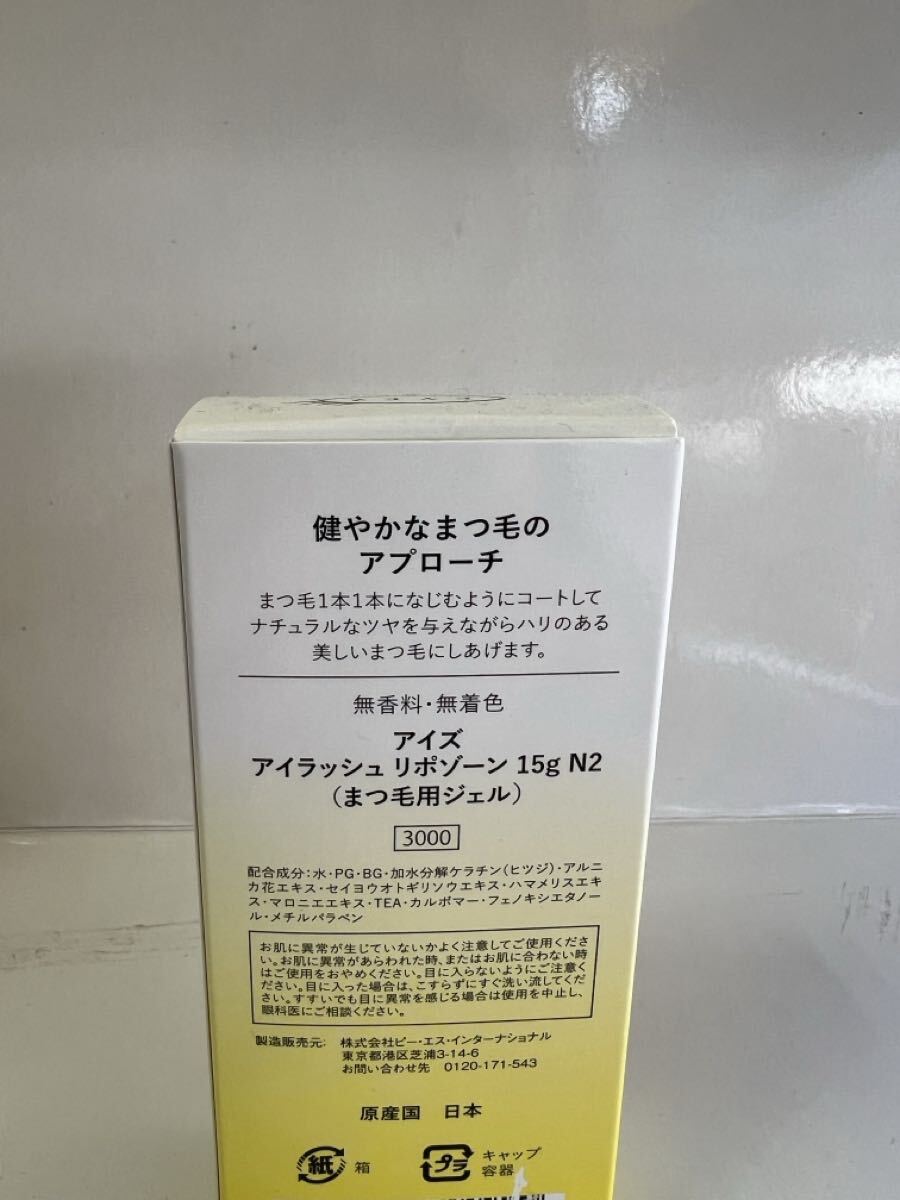 健やかなまつ毛の
アプローチ
まつ毛1本1本になじむようにコートして
ナチュラルなツヤを与えながらハリのある
美しいまつ毛にしあげます。
無香料・無着色
アイズ
アイラッシュ リポゾーン 15g N2
(まつ毛用ジェル)
3000
配合成分:水・PG・BG・加水分解ケラチン(ヒツジ)・アルニ
カ花エキス・セイヨウオトギリソウエキス・ハマメリスエキ
ス・マロニエエキス・TEA・カルボマー・フェノキシエタノー
ル・メチルパラベン
お肌に異常が生じていないかよく注意してご使用くださ
い。お肌に異常があらわれた時、またはお肌に合わない時
はご使用をおやめください。目に入らないようにご注意く
ださい。目に入った場合は、こすらずにすぐ洗い流してくだ
さい。すすいでも目に異常を感じる場合は使用を中止し、
眼科医にご相談ください。
製造販売元: 株式会社ビー・エス・インターナショナル
東京都港区芝浦3-14-6
お問い合わせ先 0120-171-543
原産国 日本
紙 箱
プラ キャップ
容器